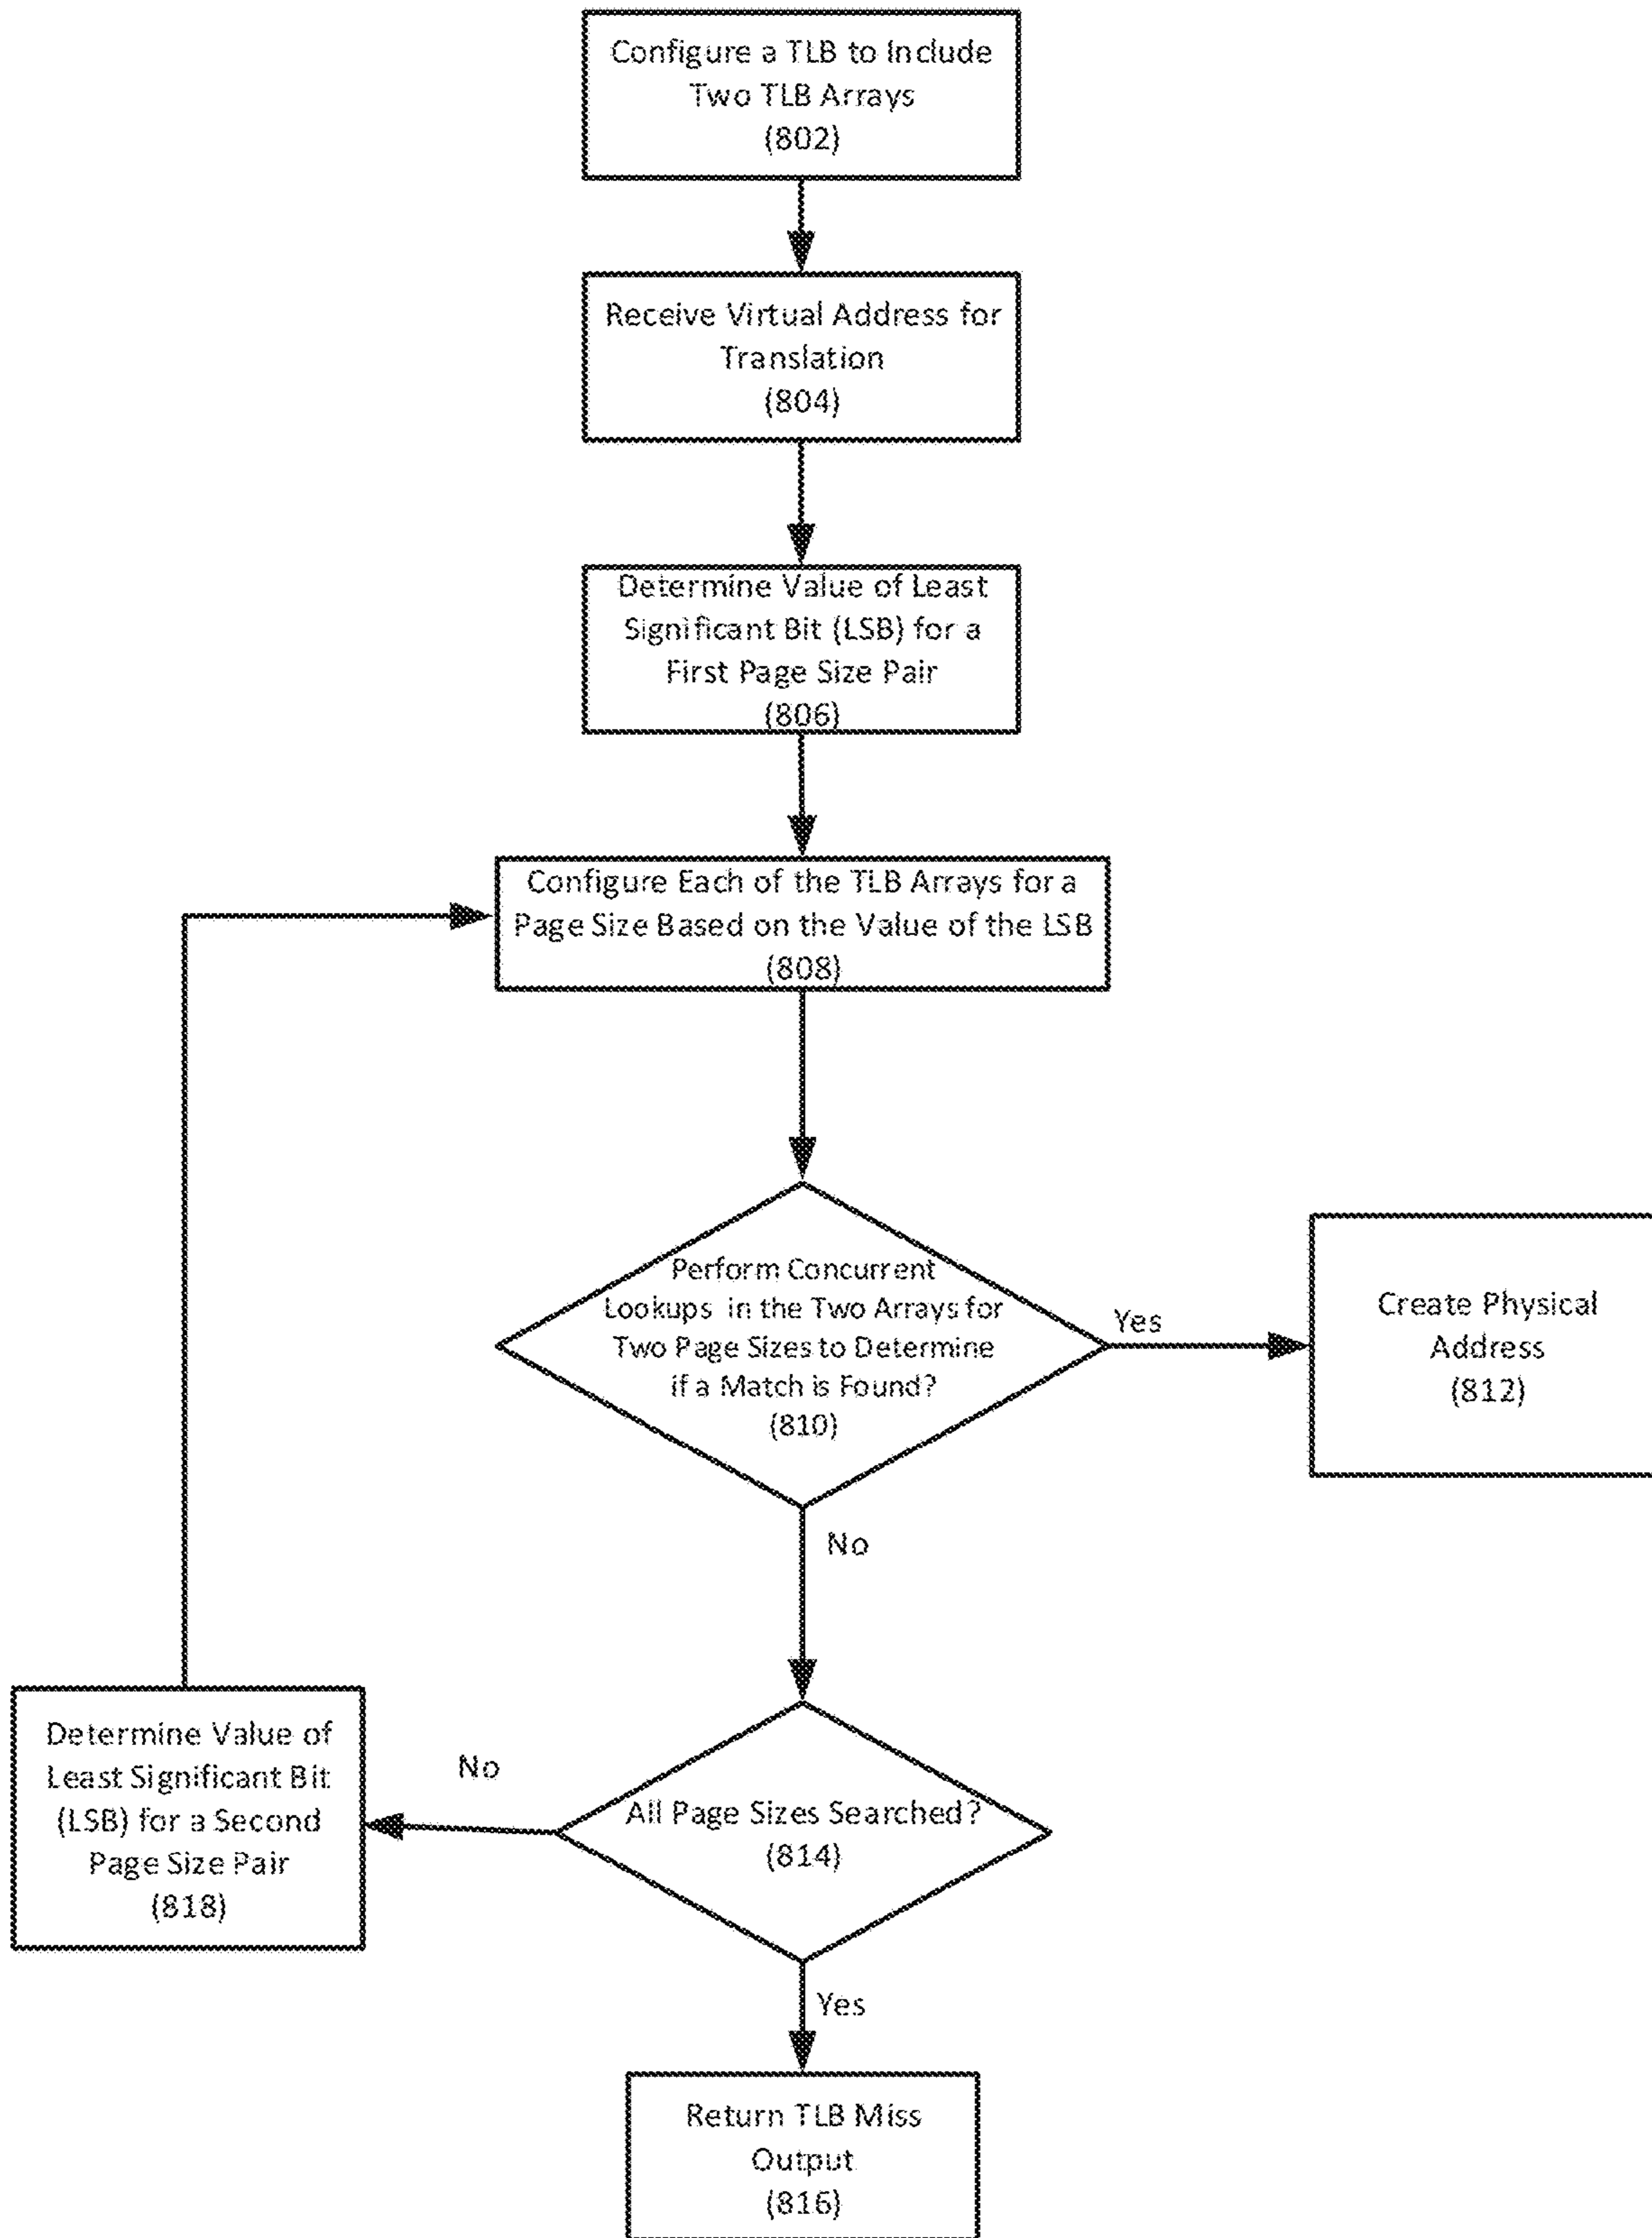 Configure a TLB to Include
Two TLB Arrays
(802)
Receive Virtual Address for
Translation
(804)
Determine Value of Least
Significant Bit (LSB) for a
First Page Size Pair
(806)
Configure Each of the TLB Arrays for a
Page Size Based on the Value of the LSB
(808)
Perform Concurrent
Lookups in the Two Arrays for
Two Page Sizes to Determine
if a Match is Found?
(810)
Yes
Create Physical
Address
(812)
No
All Page Sizes Searched?
(814)
No
Determine Value of
Least Significant Bit
(LSB) for a Second
Page Size Pair
(818)
Yes
Return TLB Miss
Output
(816)